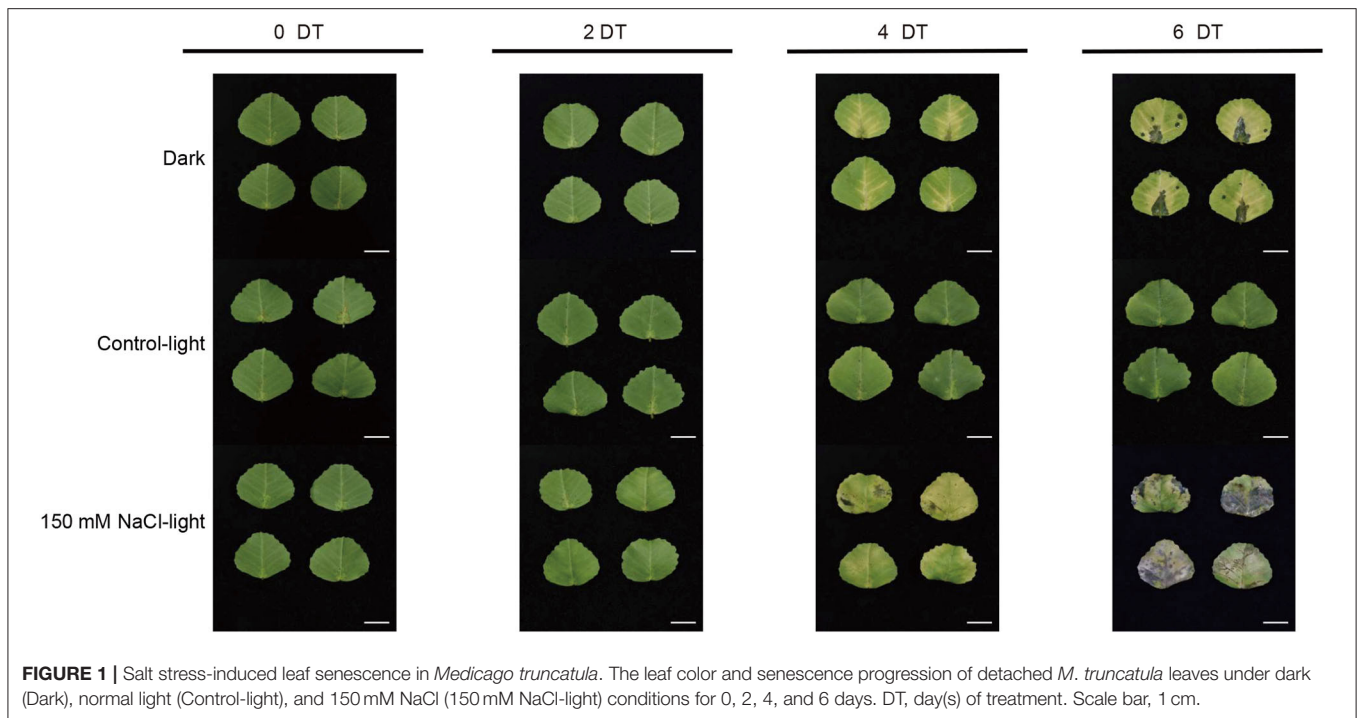 0 DT
2 DT
4 DT
6 DT
Dark
Control-light
150 mM NaCl-light
FIGURE 1 | Salt stress-induced leaf senescence in Medicago truncatula. The leaf color and senescence progression of detached M. truncatula leaves under dark
(Dark), normal light (Control-light), and 150 mM NaCl (150 mM NaCl-light) conditions for 0, 2, 4, and 6 days. DT, day(s) of treatment. Scale bar, 1 cm.